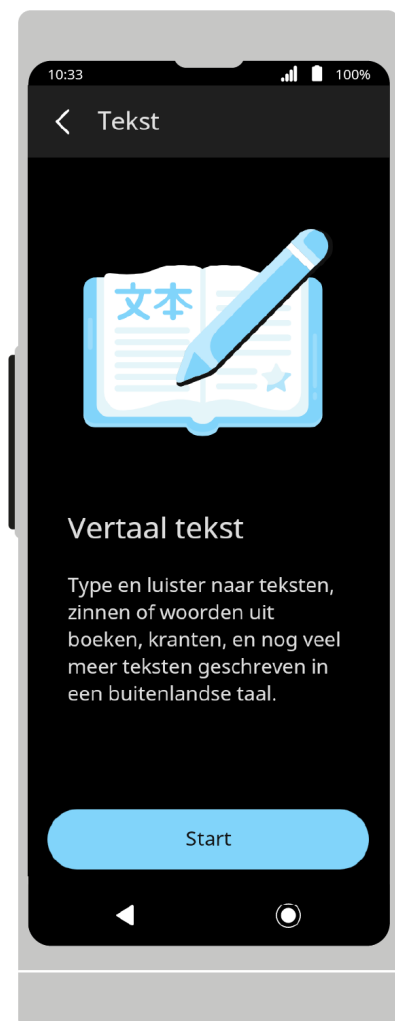 10:33
100%
Tekst
文本
Vertaal tekst
Type en luister naar teksten,
zinnen of woorden uit
boeken, kranten, en nog veel
meer teksten geschreven in
een buitenlandse taal.
Start